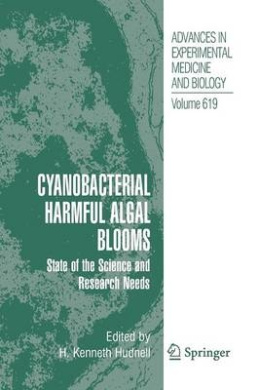 ADVANCES IN
EXPERIMENTAL
MEDICINE
AND BIOLOGY
Volume 619
CYANOBACTERIAL
HARMFUL ALGAL
BLOOMS
State of the Science and
Research Needs
Edited by
H. Kenneth Hudnell
Springer